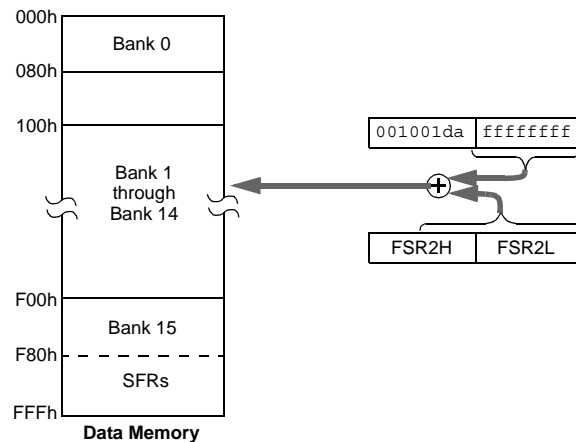 000h
Bank 0
080h
100h
001001da ffffffff
Bank 1
through
Bank 14
FSR2H FSR2L
F00h
Bank 15
F80h
SFRs
FFFh
Data Memory